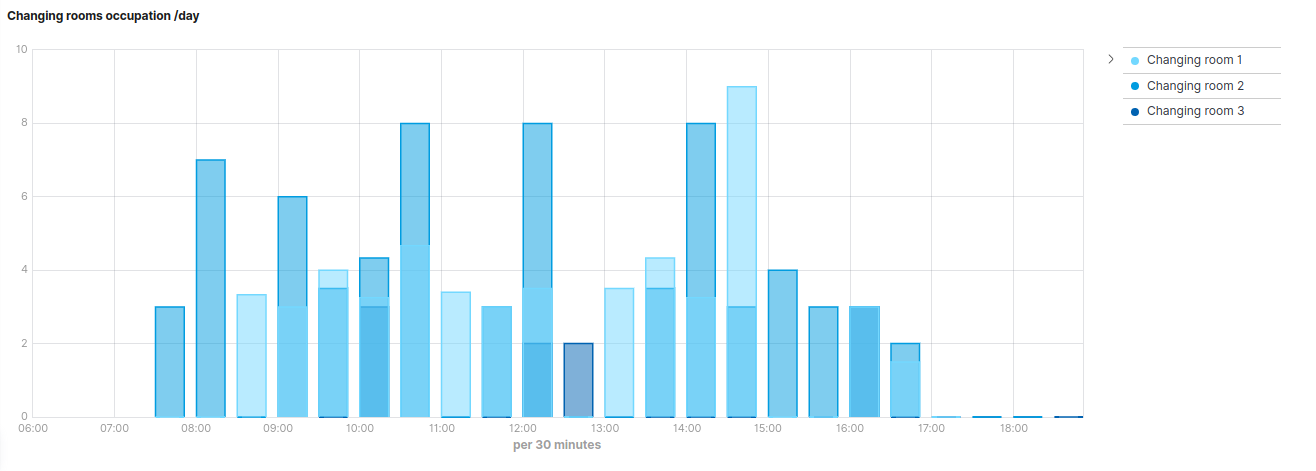 Changing rooms occupation /day
10
8
6
4
2
0
06:00 07:00 08:00 09:00 10:00 11:00 12:00 13:00 14:00 15:00 16:00 17:00 18:00
per 30 minutes
Changing room 1
Changing room 2
Changing room 3